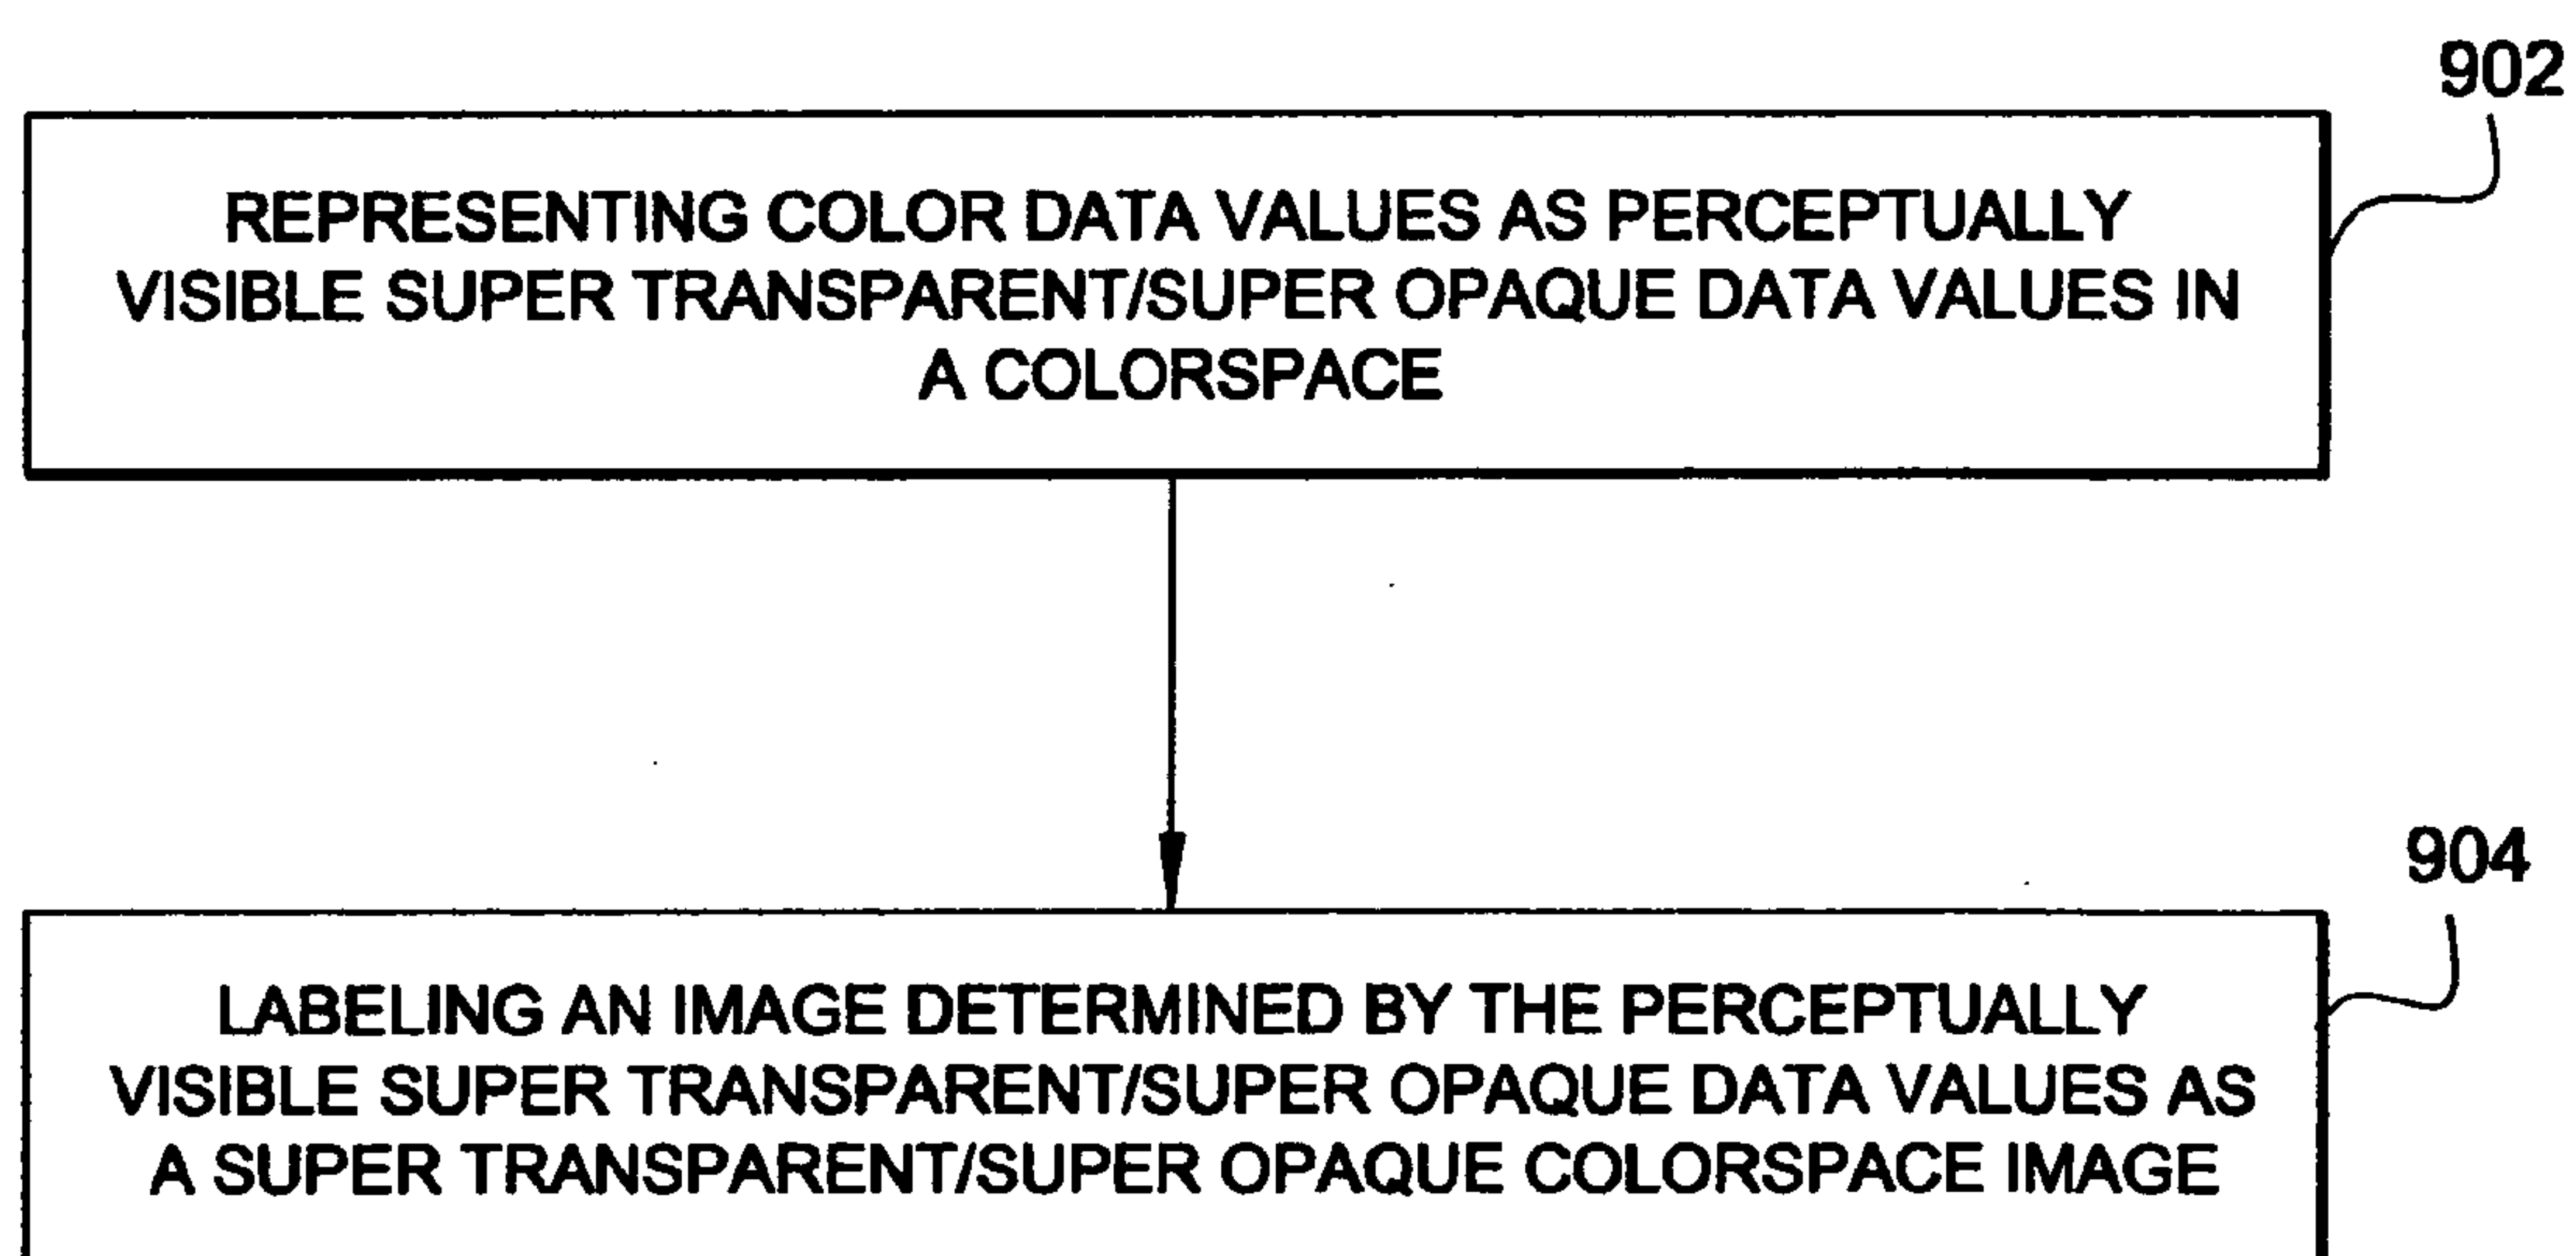 902
REPRESENTING COLOR DATA VALUES AS PERCEPTUALLY
VISIBLE SUPER TRANSPARENT/SUPER OPAQUE DATA VALUES IN
A COLORSPACE
904
LABELING AN IMAGE DETERMINED BY THE PERCEPTUALLY
VISIBLE SUPER TRANSPARENT/SUPER OPAQUE DATA VALUES AS
A SUPER TRANSPARENT/SUPER OPAQUE COLORSPACE IMAGE